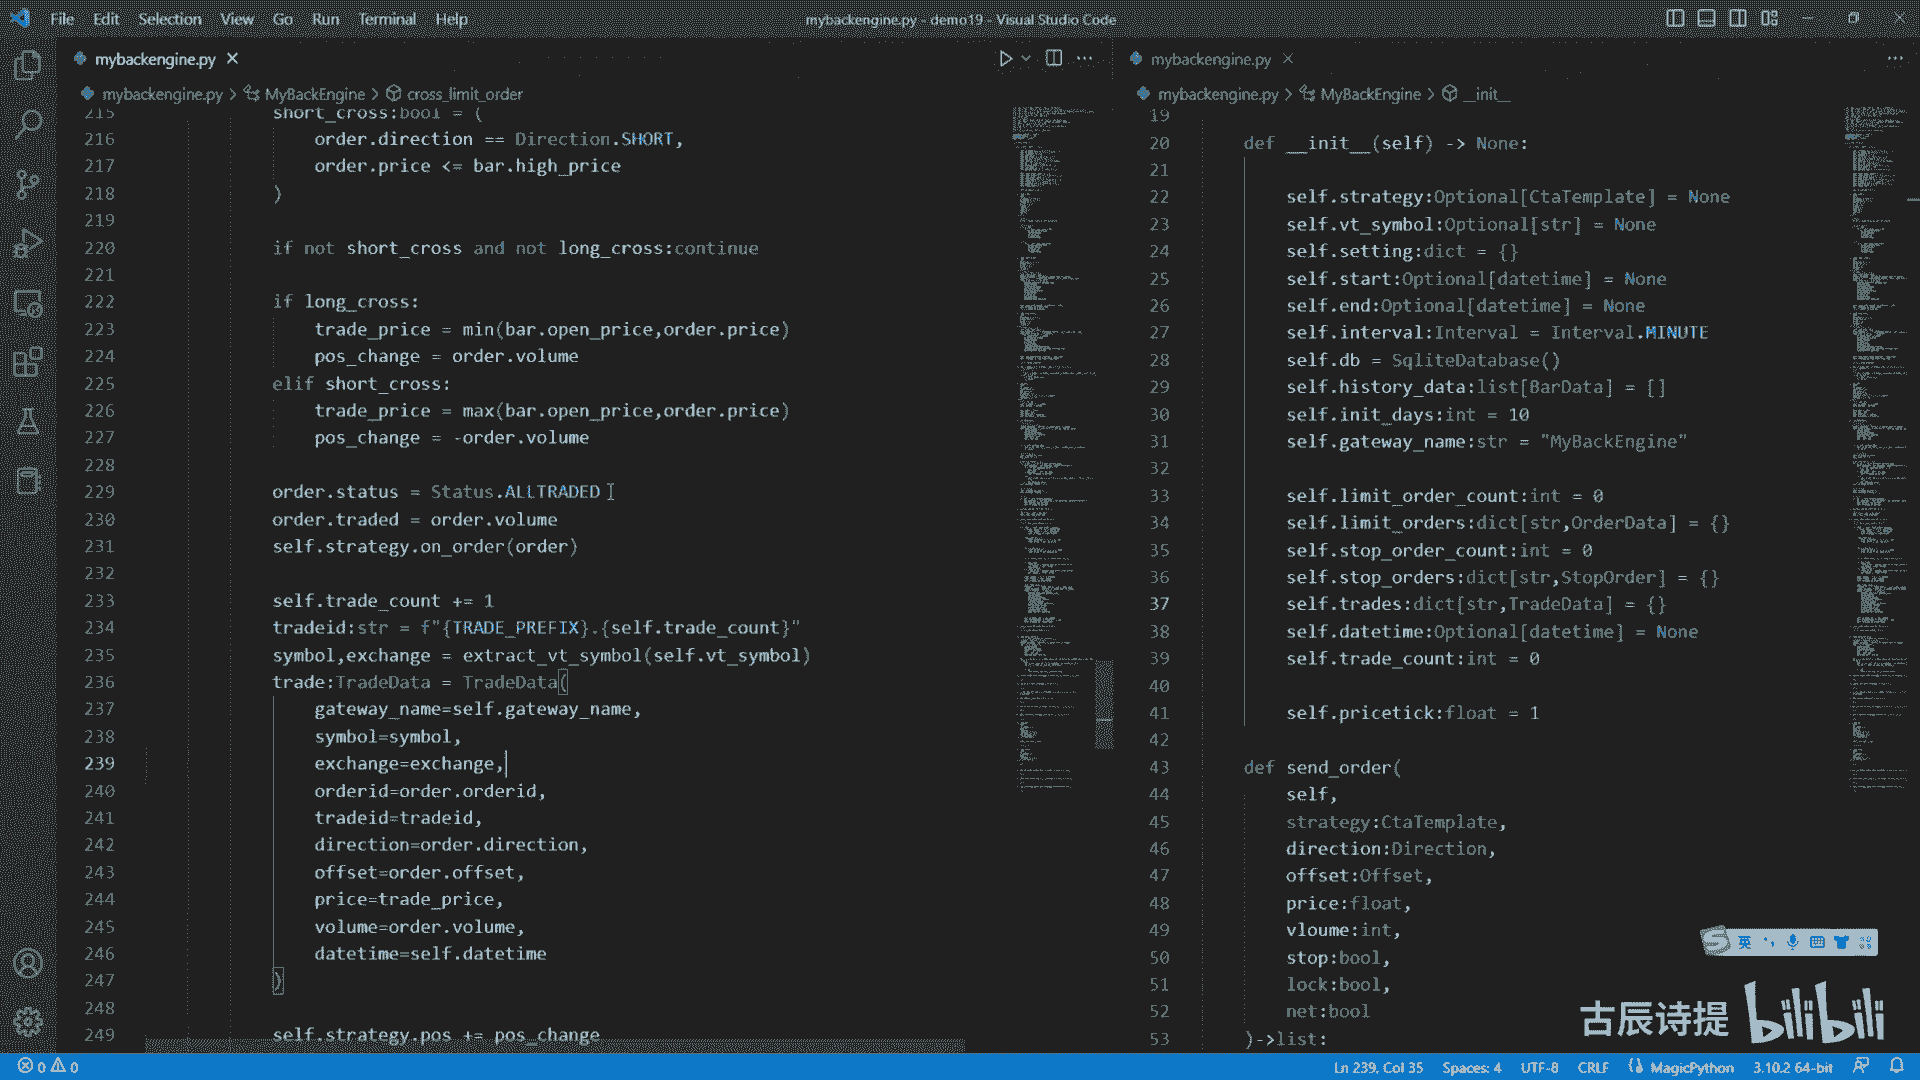 File Edit Selection View Go Run Terminal Help
mybackengine.py - demo19 - Visual Studio Code
mybackengine.py
mybackengine.py > MyBackEngine > cross_limit_order
215 short_cross:bool = (
216 order.direction == Direction.SHORT,
217 order.price <= bar.high_price
218 )
219
220 if not short_cross and not long_cross:continue
221
222 if long_cross:
223 trade_price = min(bar.open_price,order.price)
224 pos_change = order.volume
225 elif short_cross:
226 trade_price = max(bar.open_price,order.price)
227 pos_change = -order.volume
228
229 order.status = Status.ALLTRADED
230 order.traded = order.volume
231 self.strategy.on_order(order)
232
233 self.trade_count += 1
234 tradeid:str = f"{TRADE_PREFIX}.{self.trade_count}"
235 symbol,exchange = extract_vt_symbol(self.vt_symbol)
236 trade:TradeData = TradeData(
237 gateway_name=self.gateway_name,
238 symbol=symbol,
239 exchange=exchange,
240 orderid=order.orderid,
241 tradeid=tradeid,
242 direction=order.direction,
243 offset=order.offset,
244 price=trade_price,
245 volume=order.volume,
246 datetime=self.datetime
247 )
248
249 self.strategy.pos += pos_change
mybackengine.py
mybackengine.py > MyBackEngine > __init__
19
20 def __init__(self) -> None:
21
22 self.strategy:Optional[CtaTemplate] = None
23 self.vt_symbol:Optional[str] = None
24 self.setting:dict = {}
25 self.start:Optional[datetime] = None
26 self.end:Optional[datetime] = None
27 self.interval:Interval = Interval.MINUTE
28 self.db = SqliteDatabase()
29 self.history_data:list[BarData] = []
30 self.init_days:int = 10
31 self.gateway_name:str = "MyBackEngine"
32
33 self.limit_order_count:int = 0
34 self.limit_orders:dict[str,OrderData] = {}
35 self.stop_order_count:int = 0
36 self.stop_orders:dict[str,StopOrder] = {}
37 self.trades:dict[str,TradeData] = {}
38 self.datetime:Optional[datetime] = None
39 self.trade_count:int = 0
40
41 self.pricetick:float = 1
42
43 def send_order(
44 self,
45 strategy:CtaTemplate,
46 direction:Direction,
47 offset:Offset,
48 price:float,
49 vloume:int,
50 stop:bool,
51 lock:bool,
52 net:bool
53 )->list:
英
古辰诗提 bilibili
0 0
Ln 239, Col 35 Spaces: 4 UTF-8 CRLF MagicPython 3.10.2 64-bit